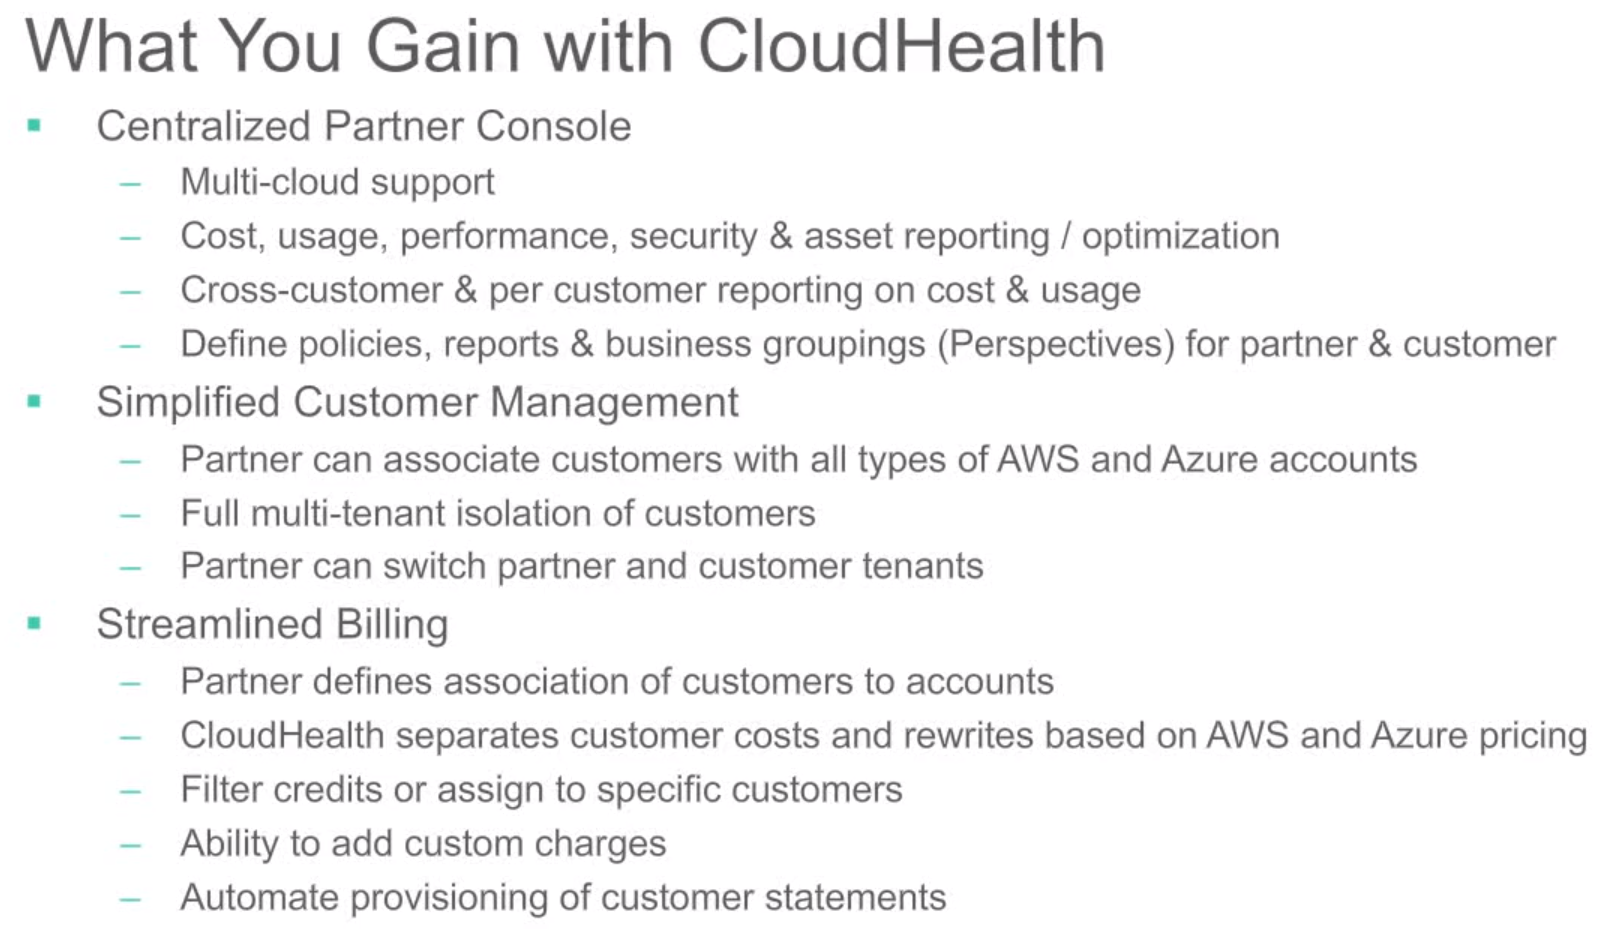 What You Gain with CloudHealth
▪ Centralized Partner Console
– Multi-cloud support
– Cost, usage, performance, security & asset reporting / optimization
– Cross-customer & per customer reporting on cost & usage
– Define policies, reports & business groupings (Perspectives) for partner & customer
▪ Simplified Customer Management
– Partner can associate customers with all types of AWS and Azure accounts
– Full multi-tenant isolation of customers
– Partner can switch partner and customer tenants
▪ Streamlined Billing
– Partner defines association of customers to accounts
– CloudHealth separates customer costs and rewrites based on AWS and Azure pricing
– Filter credits or assign to specific customers
– Ability to add custom charges
– Automate provisioning of customer statements